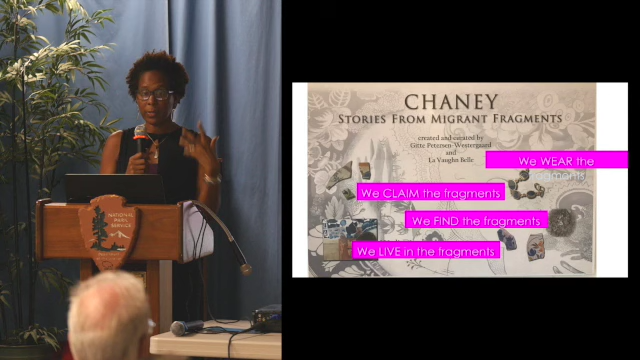 CHANEY
STORIES FROM MIGRANT FRAGMENTS
created and curated by
Gitte Petersen-Westergaard
and
La Vaughn Belle
We WEAR the
fragments
We CLAIM the fragments
We FIND the fragments
We LIVE in the fragments
NATIONAL
PARK
SERVICE